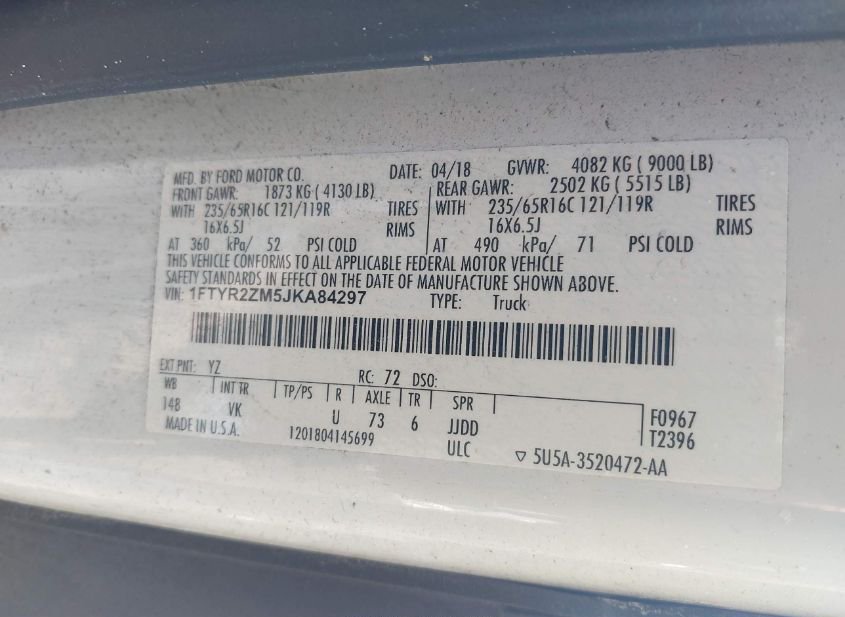 MFD. BY FORD MOTOR CO. DATE: 04/18 GVWR: 4082 KG ( 9000 LB)
FRONT GAWR: 1873 KG ( 4130 LB) REAR GAWR: 2502 KG ( 5515 LB)
WITH 235/65R16C 121/119R TIRES WITH 235/65R16C 121/119R TIRES
16X6.5J RIMS 16X6.5J RIMS
AT 360 kPa/ 52 PSI COLD AT 490 kPa/ 71 PSI COLD
THIS VEHICLE CONFORMS TO ALL APPLICABLE FEDERAL MOTOR VEHICLE
SAFETY STANDARDS IN EFFECT ON THE DATE OF MANUFACTURE SHOWN ABOVE.
VIN: 1FTYR2ZM5JKA84297 TYPE: Truck
EXT PNT: YZ RC: 72 DSO:
WB INT TR TP/PS R AXLE TR SPR
148 VK U 73 6 JJDD F0967
MADE IN U.S.A. 1201804145699 ULC T2396
▽ 5U5A-3520472-AA